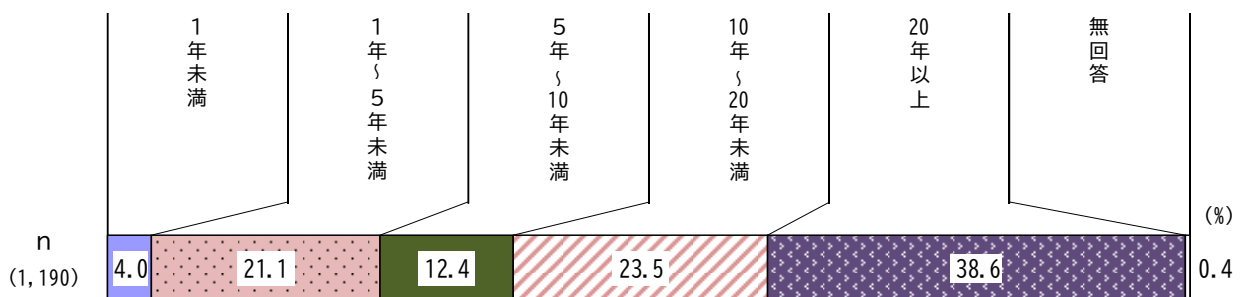 1年未満
1年～5年未満
5年～10年未満
10年～20年未満
20年以上
無回答
(%)
n
(1,190)
4.0
21.1
12.4
23.5
38.6
0.4